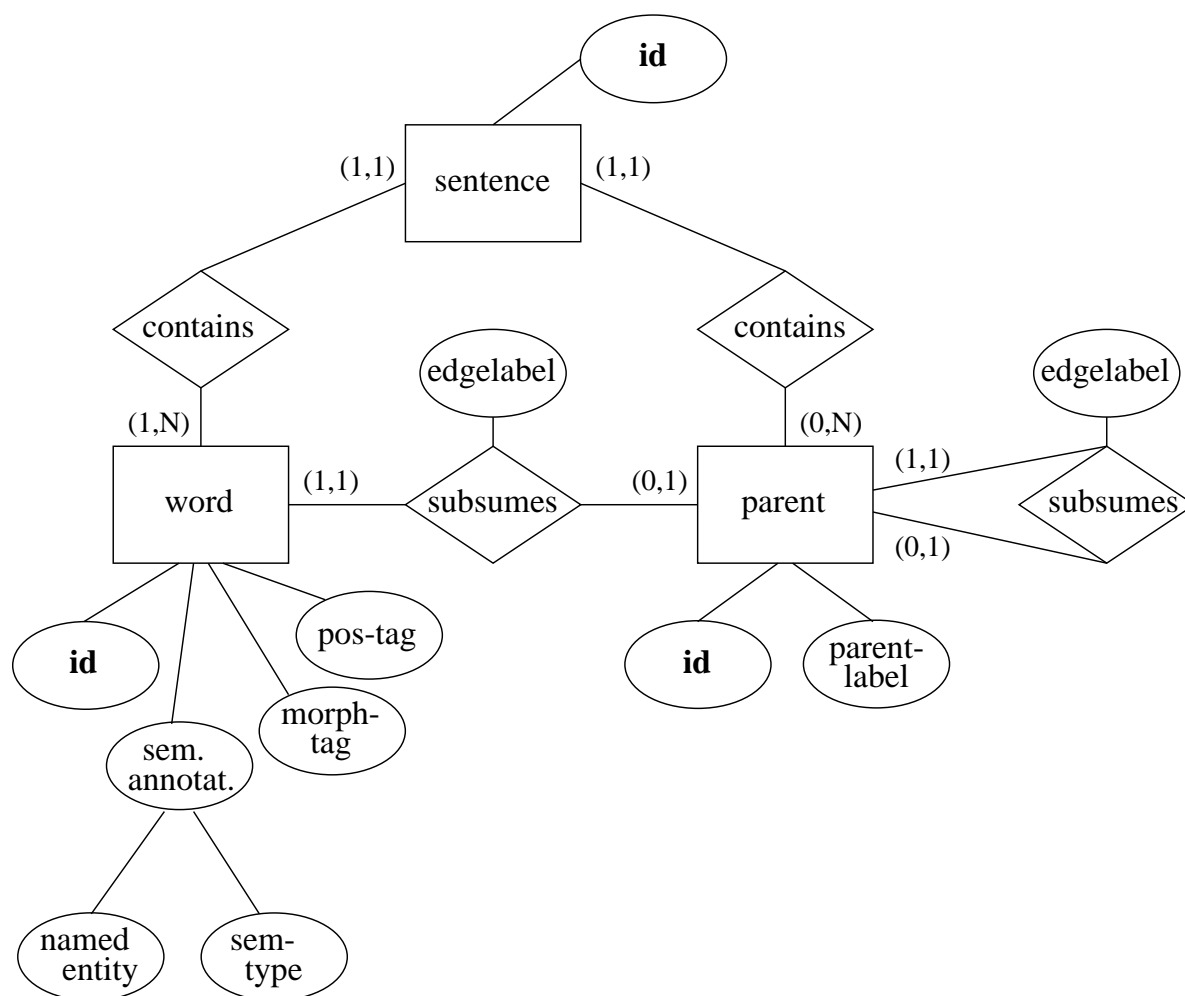 id
(1,1)
(1,1)
sentence
contains
contains
edgelabel
edgelabel
(1,N)
(0,N)
(1,1)
(1,1)
(0,1)
word
subsumes
parent
subsumes
(0,1)
pos-tag
id
id
parent-
label
morph-
tag
sem.
annotat.
named
entity
sem-
type